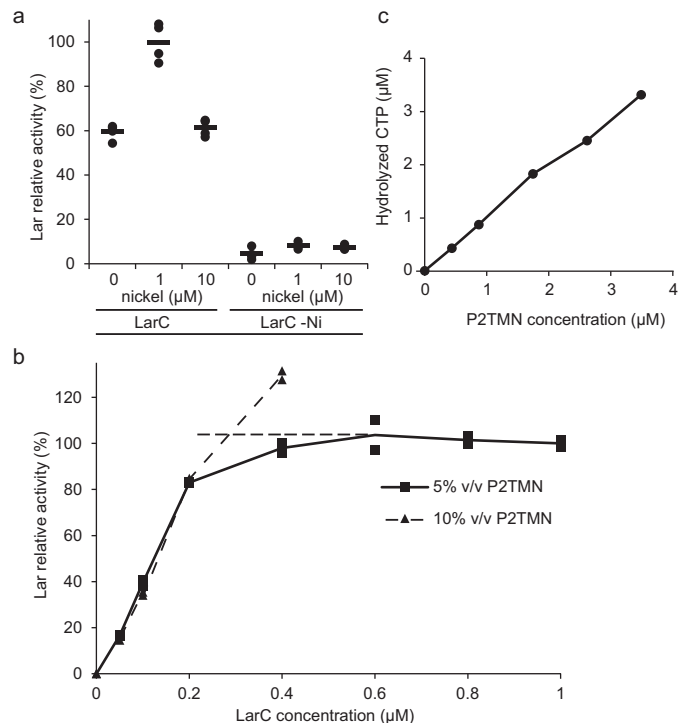 a
Lar relative activity (%)
100
80
60
40
20
0
0 1 10 0 1 10
nickel (µM) nickel (µM)
LarC LarC -Ni
c
Hydrolyzed CTP (µM)
4
3
2
1
0
0 1 2 3 4
P2TMN concentration (µM)
b
Lar relative activity (%)
120
100
80
60
40
20
0
5% v/v P2TMN
10% v/v P2TMN
0 0.2 0.4 0.6 0.8 1
LarC concentration (µM)